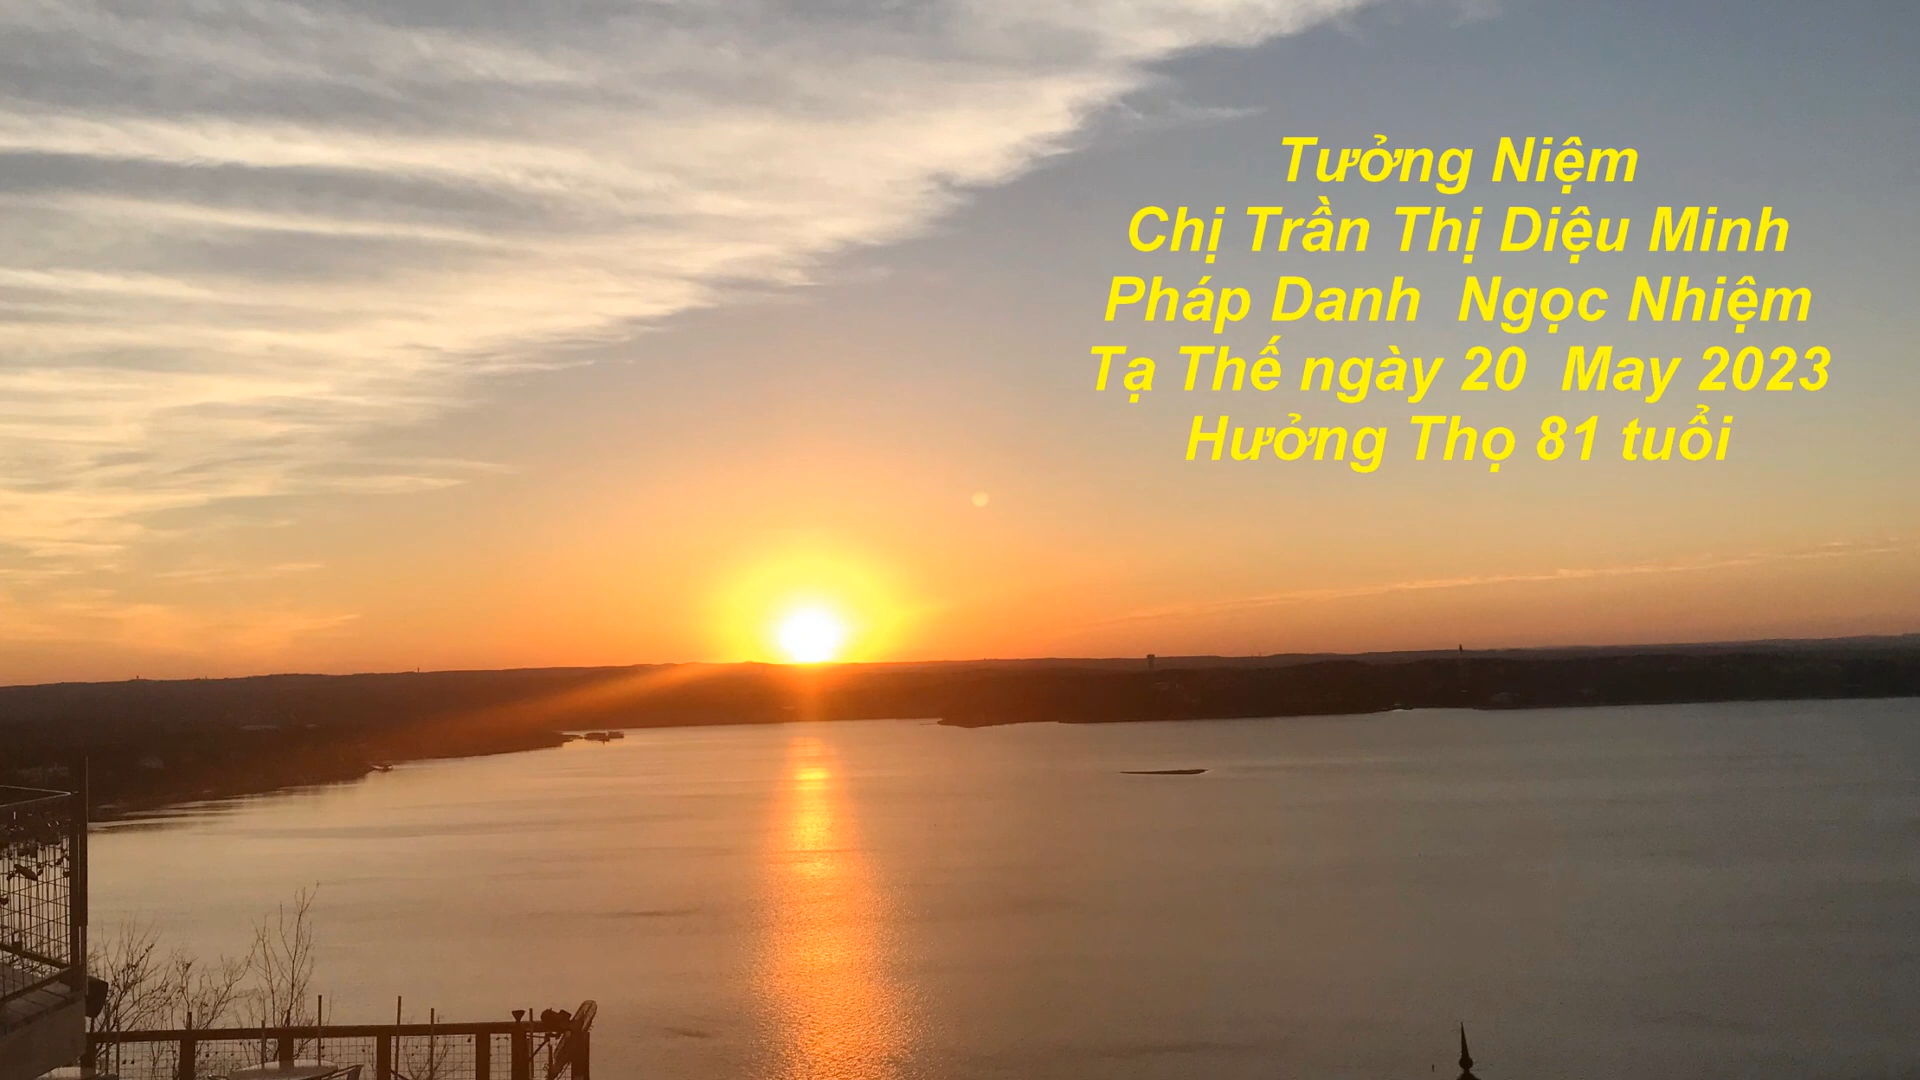 Tưởng Niệm
Chị Trần Thị Diệu Minh
Pháp Danh  Ngọc Nhiệm
Tạ Thế ngày 20  May 2023
Hưởng Thọ 81 tuổi